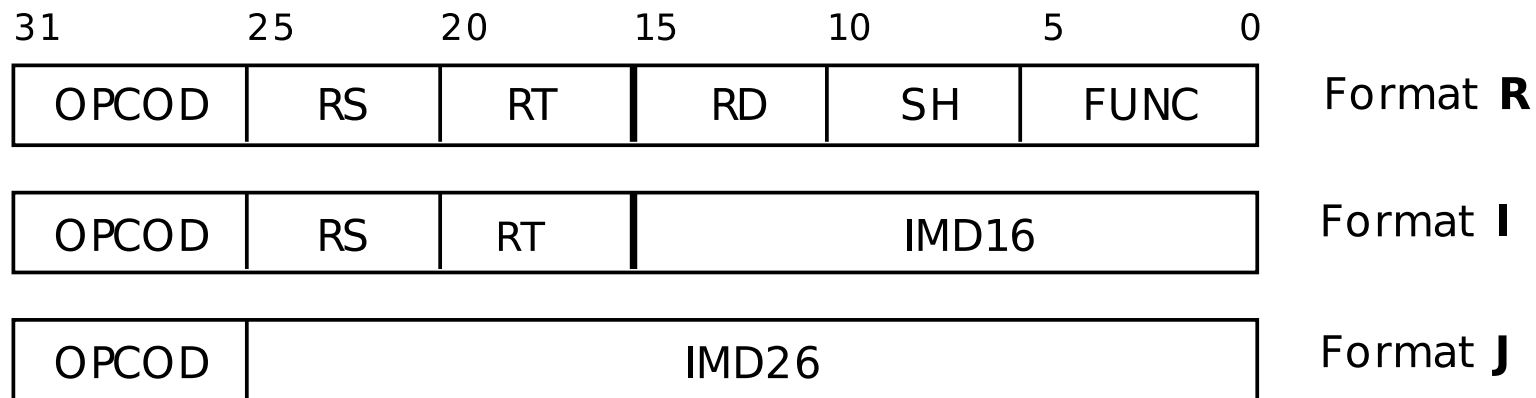 31 25 20 15 10 5 0
OPCOD RS RT RD SH FUNC Format R
OPCOD RS RT IMD16 Format I
OPCOD IMD26 Format J